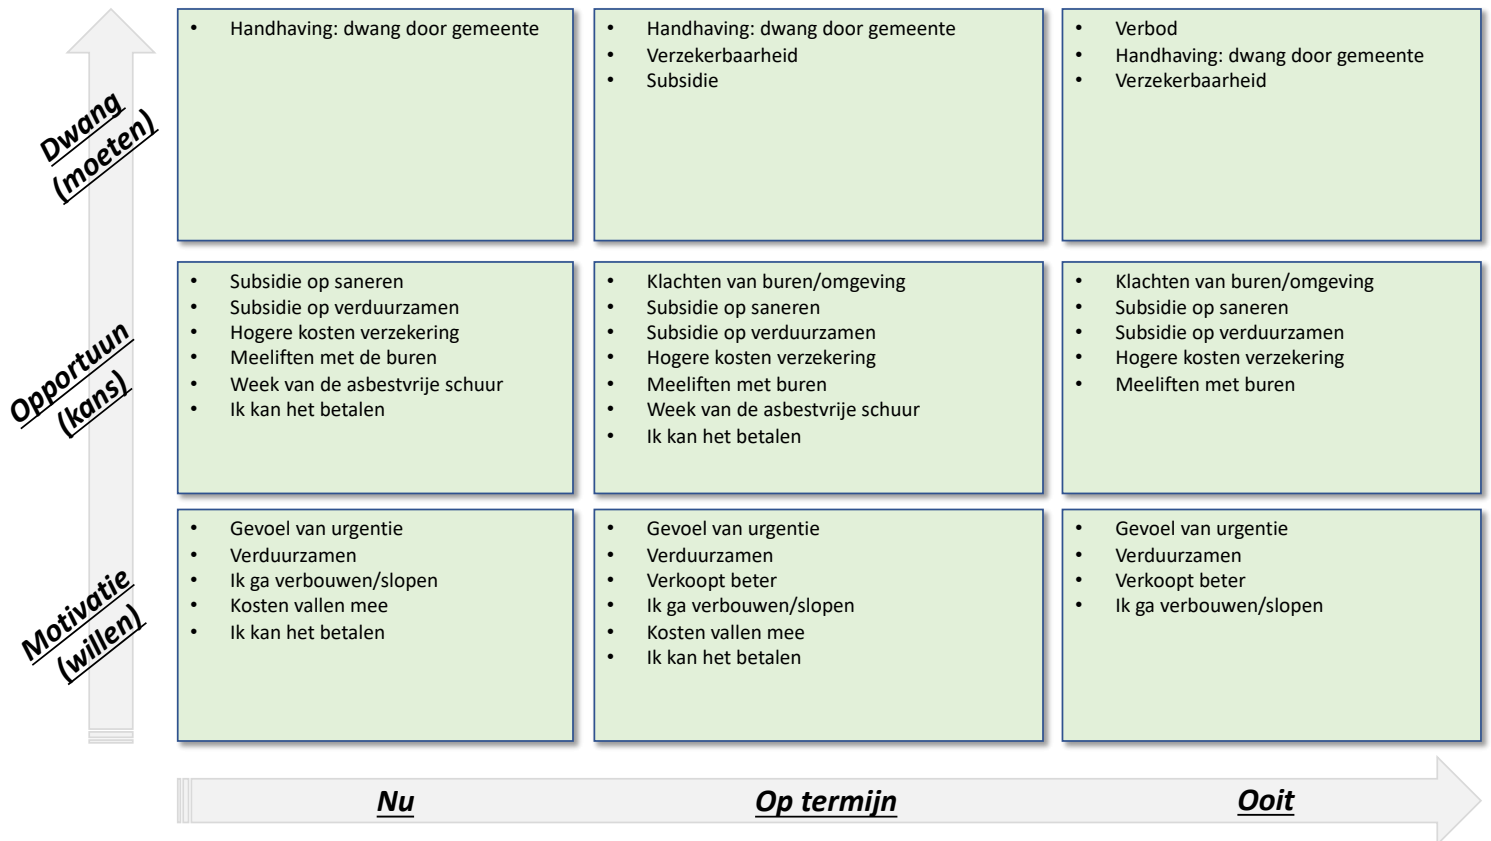 Dwang
(moeten)
• Handhaving: dwang door gemeente
• Handhaving: dwang door gemeente
• Verzekerbaarheid
• Subsidie
• Verbod
• Handhaving: dwang door gemeente
• Verzekerbaarheid
Opportuun
(kans)
• Subsidie op saneren
• Subsidie op verduurzamen
• Hogere kosten verzekering
• Meeliften met de buren
• Week van de asbestvrije schuur
• Ik kan het betalen
• Klachten van buren/omgeving
• Subsidie op saneren
• Subsidie op verduurzamen
• Hogere kosten verzekering
• Meeliften met buren
• Week van de asbestvrije schuur
• Ik kan het betalen
• Klachten van buren/omgeving
• Subsidie op saneren
• Subsidie op verduurzamen
• Hogere kosten verzekering
• Meeliften met buren
Motivatie
(willen)
• Gevoel van urgentie
• Verduurzamen
• Ik ga verbouwen/slopen
• Kosten vallen mee
• Ik kan het betalen
• Gevoel van urgentie
• Verduurzamen
• Verkoopt beter
• Ik ga verbouwen/slopen
• Kosten vallen mee
• Ik kan het betalen
• Gevoel van urgentie
• Verduurzamen
• Verkoopt beter
• Ik ga verbouwen/slopen
Nu
Op termijn
Ooit